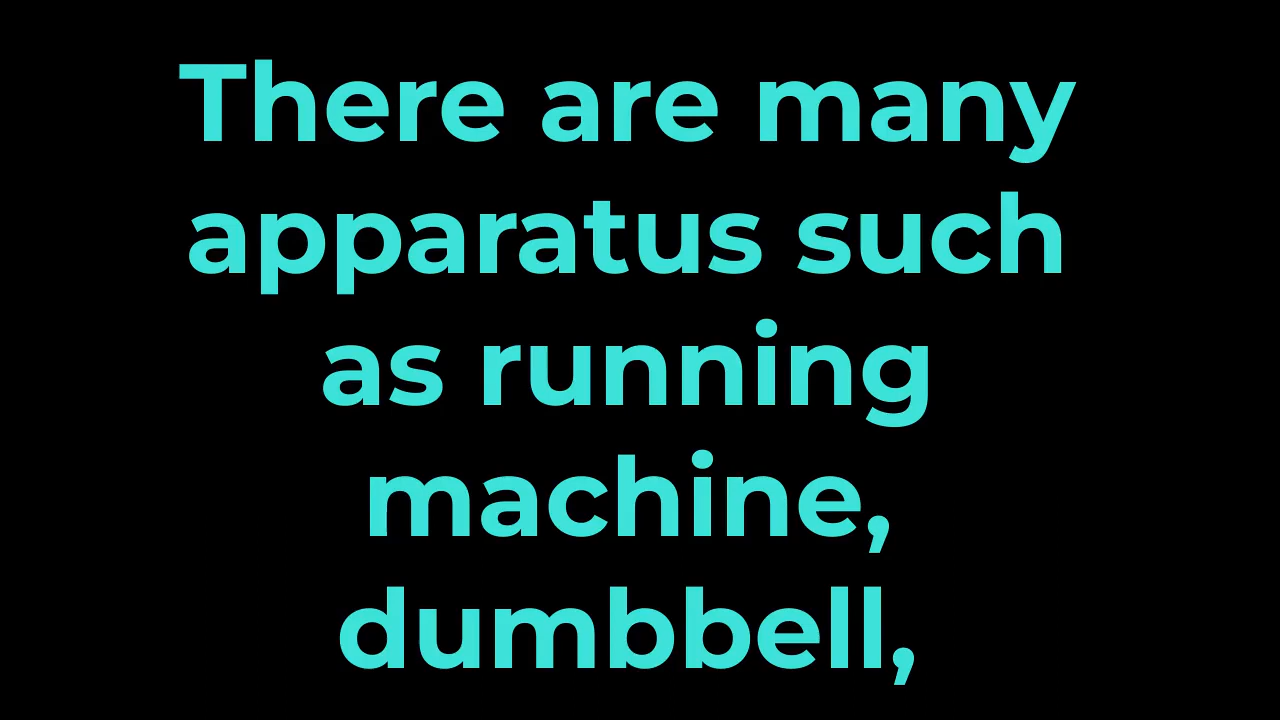 There are many
apparatus such
as running
machine,
dumbbell,